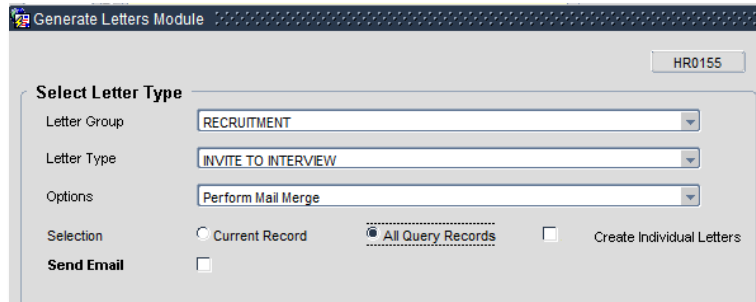 Generate Letters Module
HR0155
Select Letter Type
Letter Group RECRUITMENT
Letter Type INVITE TO INTERVIEW
Options Perform Mail Merge
Selection Current Record All Query Records Create Individual Letters
Send Email